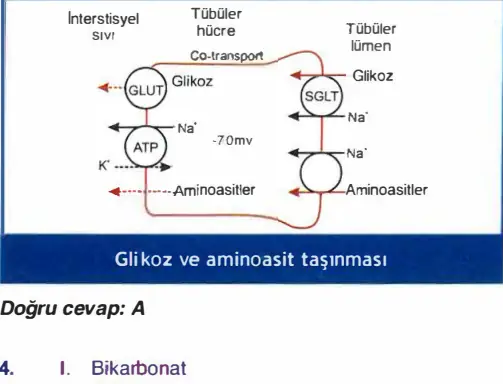 İnterstisyel
sıvı
Tübüler
hücre
Tübüler
lümen
Co-transport
GLUT
Glikoz
SGLT
Glikoz
Na⁺
Na⁺
ATP
-70mv
Na⁺
K⁺
Aminoasitler
Aminoasitler
Glikoz ve aminoasit taşınması
Doğru cevap: A
4. I. Bikarbonat